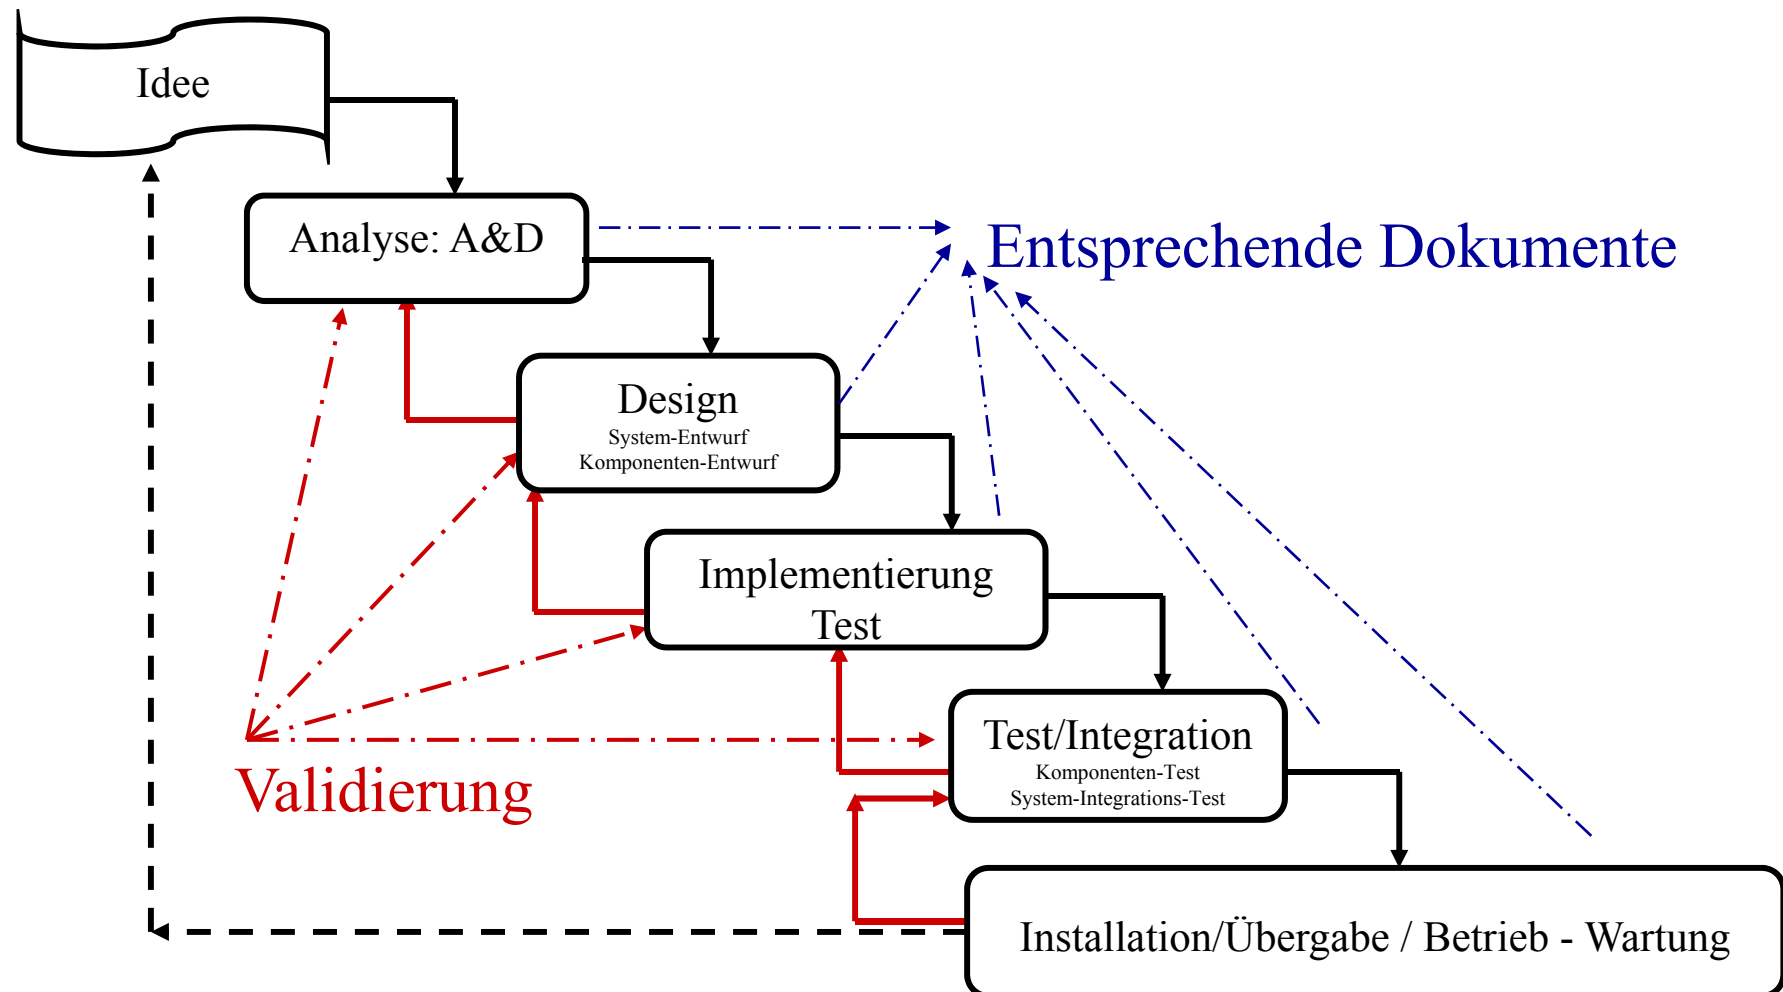 Idee
Analyse: A&D
Entsprechende Dokumente
Design
System-Entwurf
Komponenten-Entwurf
Implementierung
Test
Test/Integration
Komponenten-Test
System-Integrations-Test
Validierung
Installation/Übergabe / Betrieb - Wartung